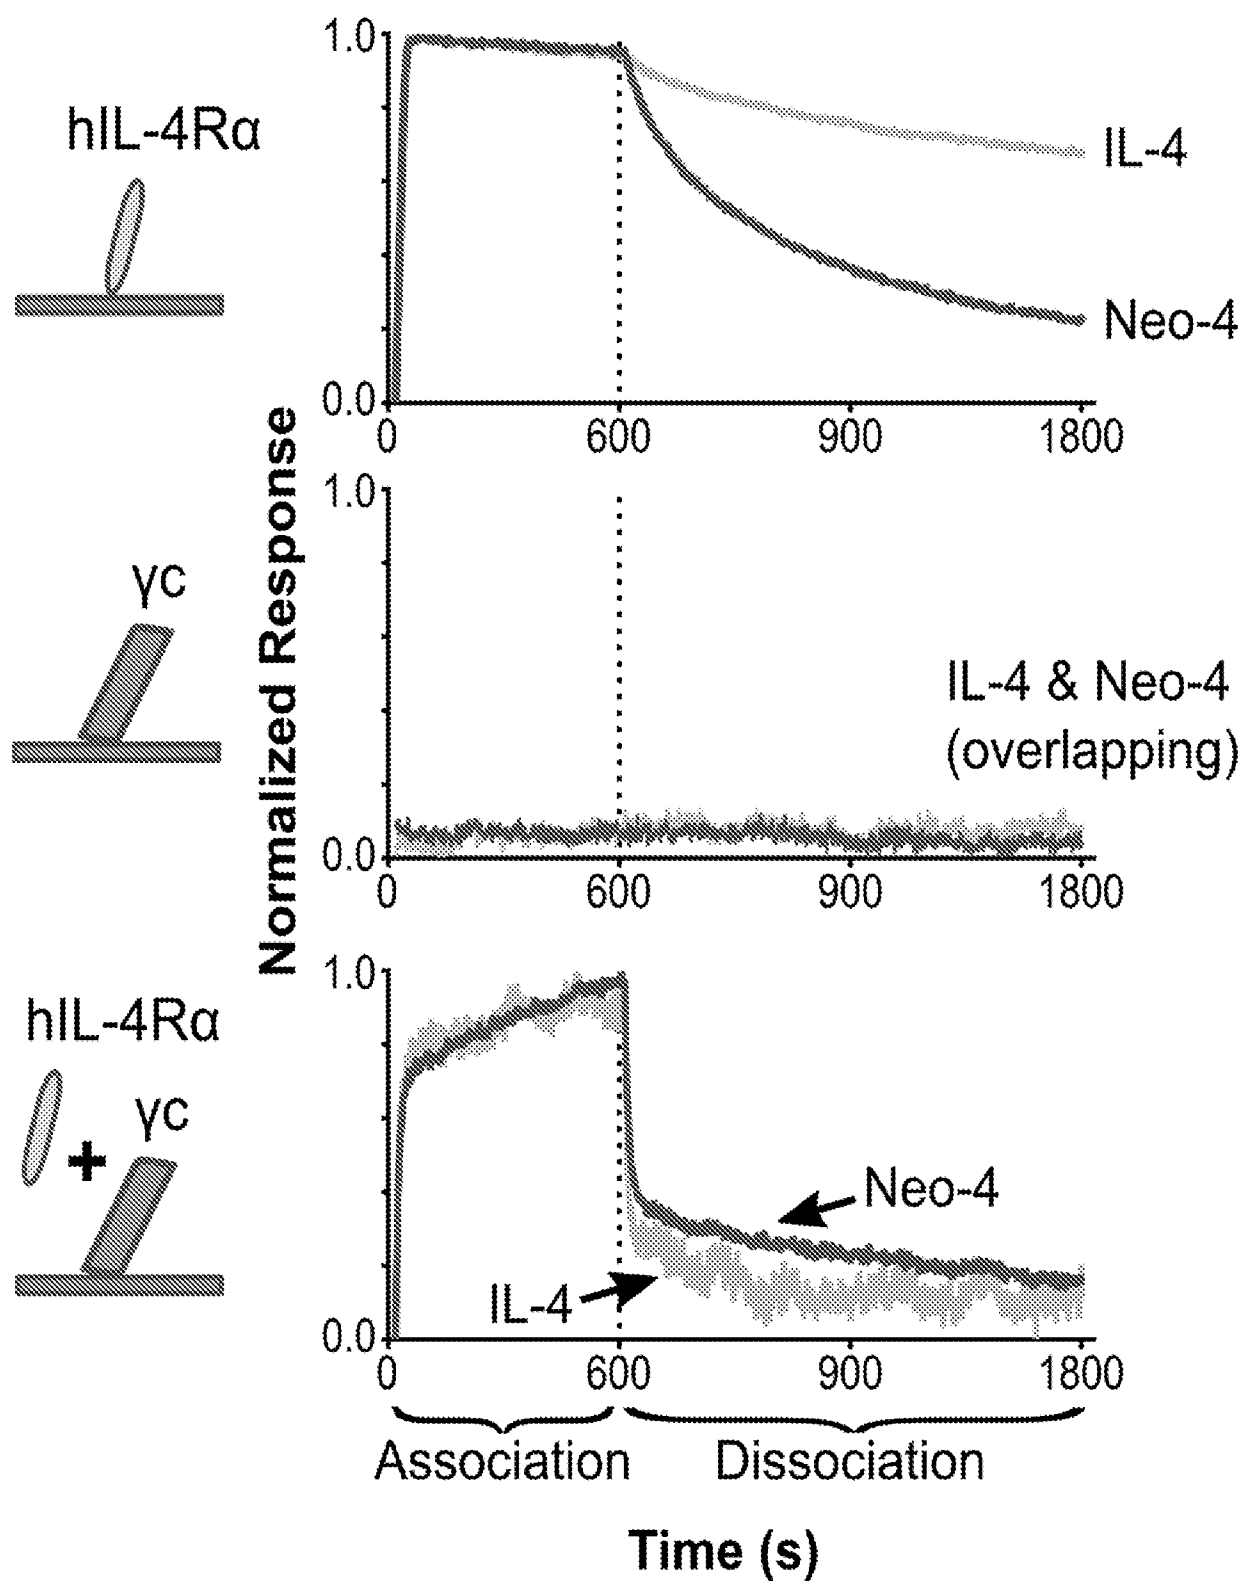 hIL-4Rα
1.0
0.0
0
600
900
1800
IL-4
Neo-4
Normalized Response
γc
1.0
0.0
0
600
900
1800
IL-4 & Neo-4
(overlapping)
hIL-4Rα
+
γc
1.0
0.0
0
600
900
1800
Neo-4
IL-4
Association
Dissociation
Time (s)